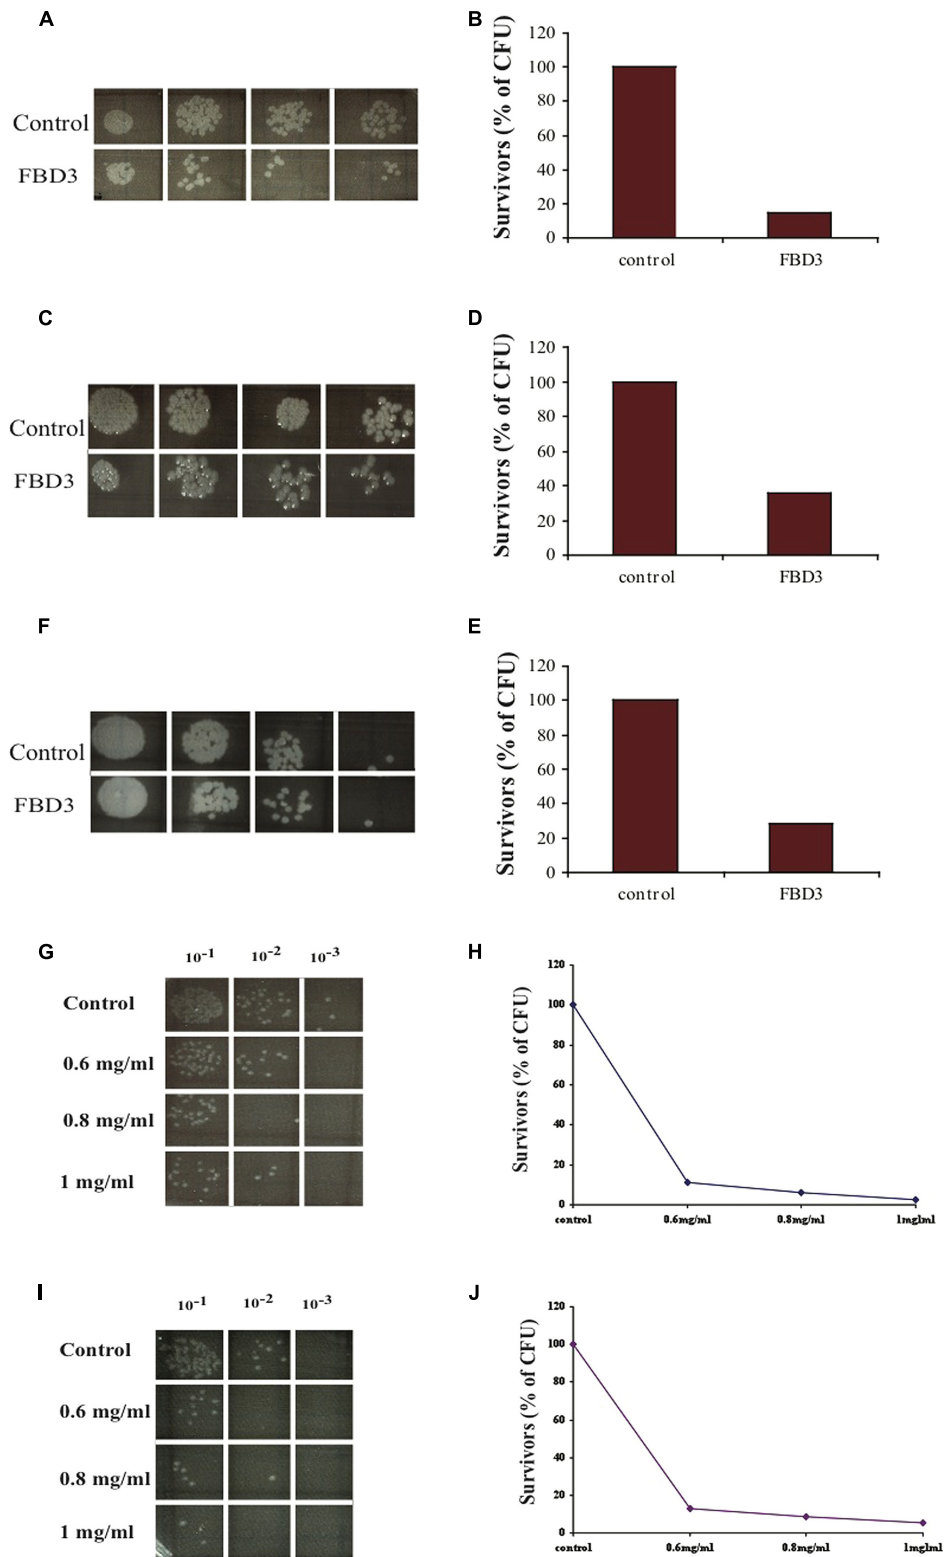 A
Control
FBD3
B
Survivors (% of CFU)
120
100
80
60
40
20
0
control
FBD3
C
Control
FBD3
D
Survivors (% of CFU)
120
100
80
60
40
20
0
control
FBD3
F
Control
FBD3
E
Survivors (% of CFU)
120
100
80
60
40
20
0
control
FBD3
G
10-1 10-2 10-3
Control
0.6 mg/ml
0.8 mg/ml
1 mg/ml
H
Survivors (% of CFU)
120
100
80
60
40
20
0
control 0.6mg/ml 0.8mg/ml 1mglml
I
10-1 10-2 10-3
Control
0.6 mg/ml
0.8 mg/ml
1 mg/ml
J
Survivors (% of CFU)
120
100
80
60
40
20
0
control 0.6mg/ml 0.8mg/ml 1mglml